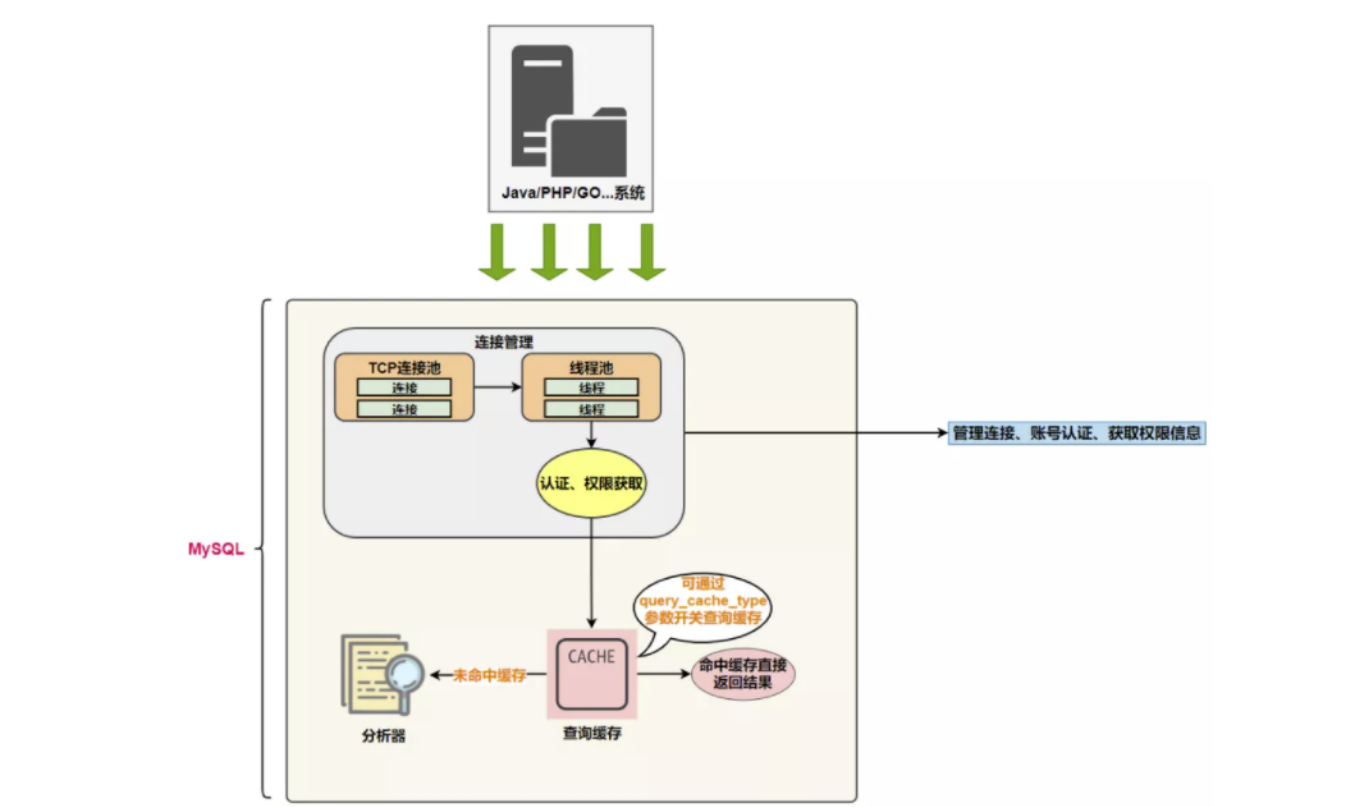 Java/PHP/GO...系统
连接管理
TCP连接池
连接
连接
线程池
线程
线程
认证、权限获取
管理连接、账号认证、获取权限信息
MySQL
可通过
query_cache_type
参数开关查询缓存
CACHE
未命中缓存
命中缓存直接
返回结果
分析器
查询缓存